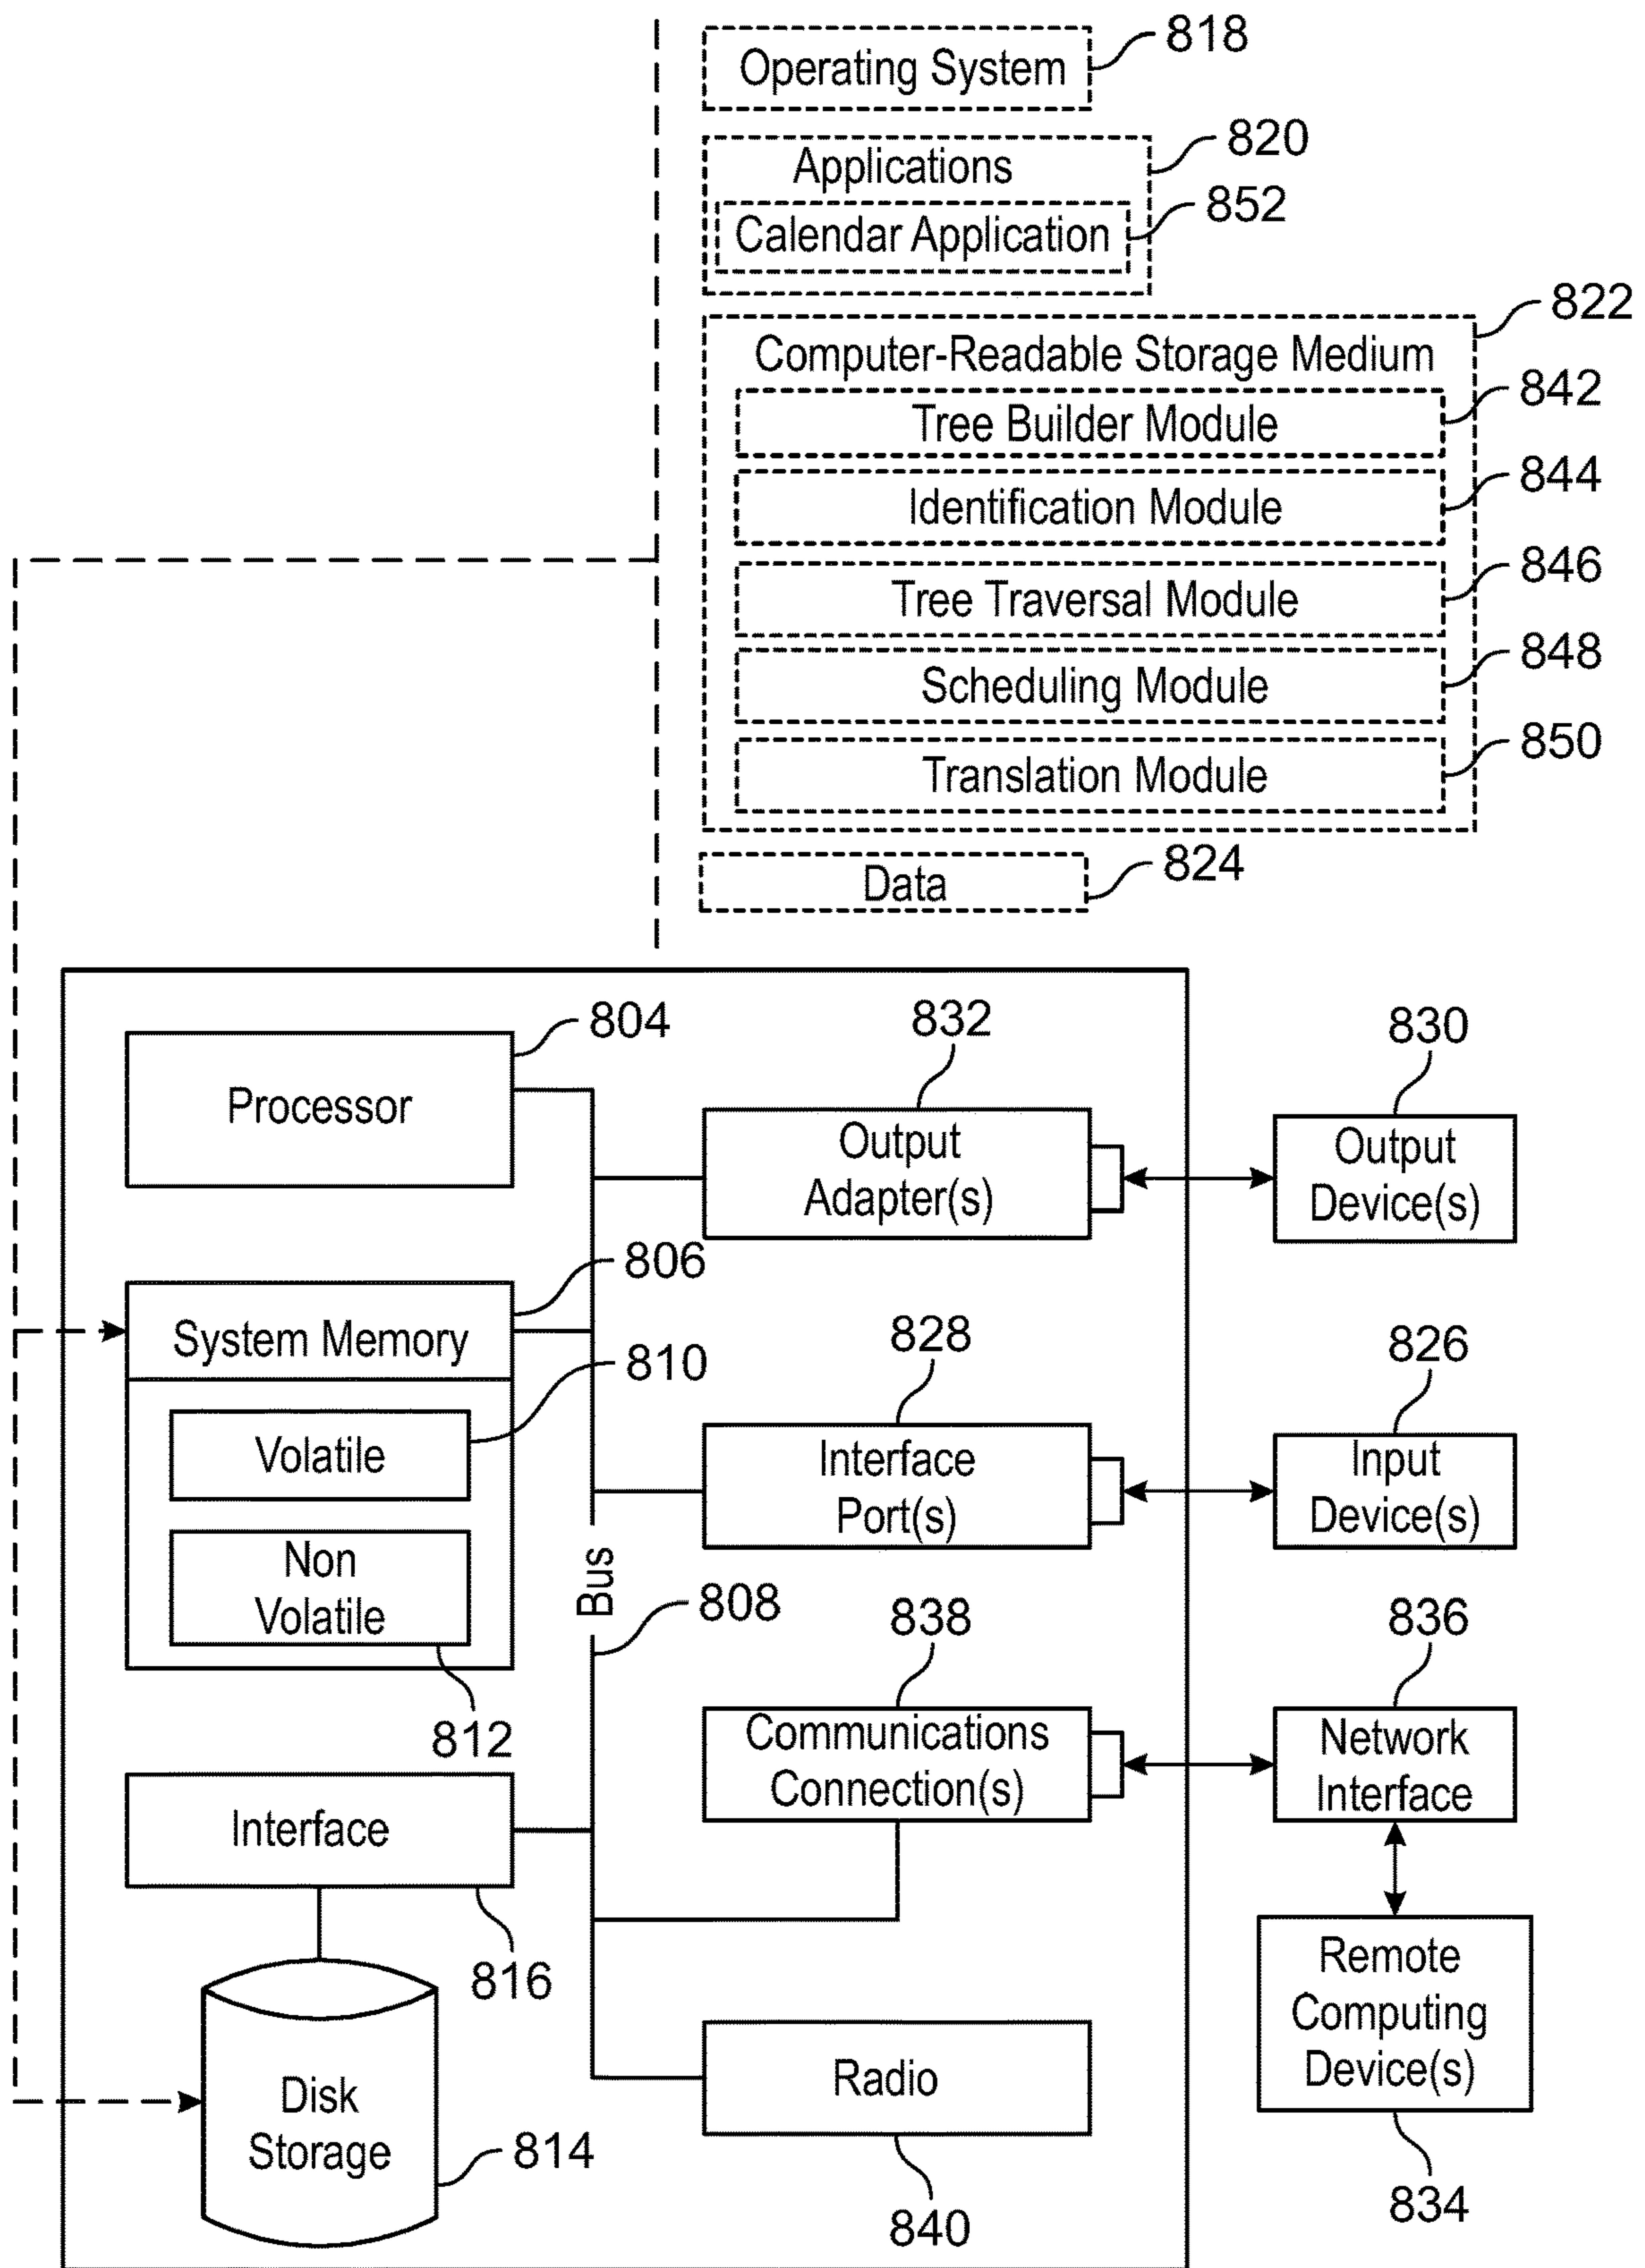 Operating System
818
Applications
820
Calendar Application
852
Computer-Readable Storage Medium
822
Tree Builder Module
842
Identification Module
844
Tree Traversal Module
846
Scheduling Module
848
Translation Module
850
Data
824
Processor
804
832
Output
Adapter(s)
830
Output
Device(s)
System Memory
806
Volatile
810
Non
Volatile
812
828
Interface
Port(s)
826
Input
Device(s)
Bus
808
838
Communications
Connection(s)
836
Network
Interface
Interface
816
Disk
Storage
814
Radio
840
Remote
Computing
Device(s)
834